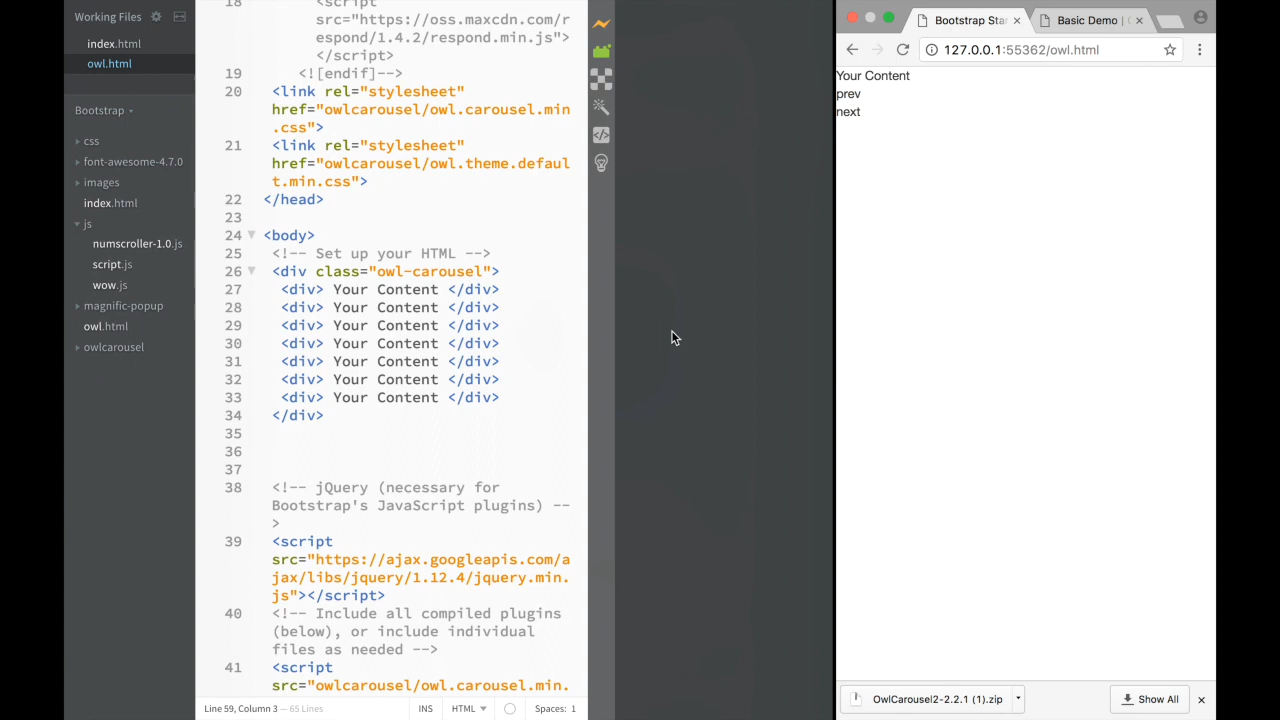 Working Files
index.html
owl.html
Bootstrap
css
font-awesome-4.7.0
images
index.html
js
numscroller-1.0.js
script.js
wow.js
magnific-popup
owl.html
owlcarousel
18 <script
src="https://oss.maxcdn.com/r
espond/1.4.2/respond.min.js">
</script>
19 <![endif]-->
20 <link rel="stylesheet"
href="owlcarousel/owl.carousel.min
.css">
21 <link rel="stylesheet"
href="owlcarousel/owl.theme.defaul
t.min.css">
22 </head>
23
24 <body>
25 <!-- Set up your HTML -->
26 <div class="owl-carousel">
27 <div> Your Content </div>
28 <div> Your Content </div>
29 <div> Your Content </div>
30 <div> Your Content </div>
31 <div> Your Content </div>
32 <div> Your Content </div>
33 <div> Your Content </div>
34 </div>
35
36
37
38 <!-- jQuery (necessary for
Bootstrap's JavaScript plugins) --
>
39 <script
src="https://ajax.googleapis.com/a
jax/libs/jquery/1.12.4/jquery.min.
js"></script>
40 <!-- Include all compiled plugins
(below), or include individual
files as needed -->
41 <script
src="owlcarousel/owl.carousel.min.
Line 59, Column 3 — 65 Lines
INS
HTML
Spaces: 1
Bootstrap Sta
Basic Demo |
127.0.0.1:55362/owl.html
Your Content
prev
next
OwlCarousel2-2.2.1 (1).zip
Show All